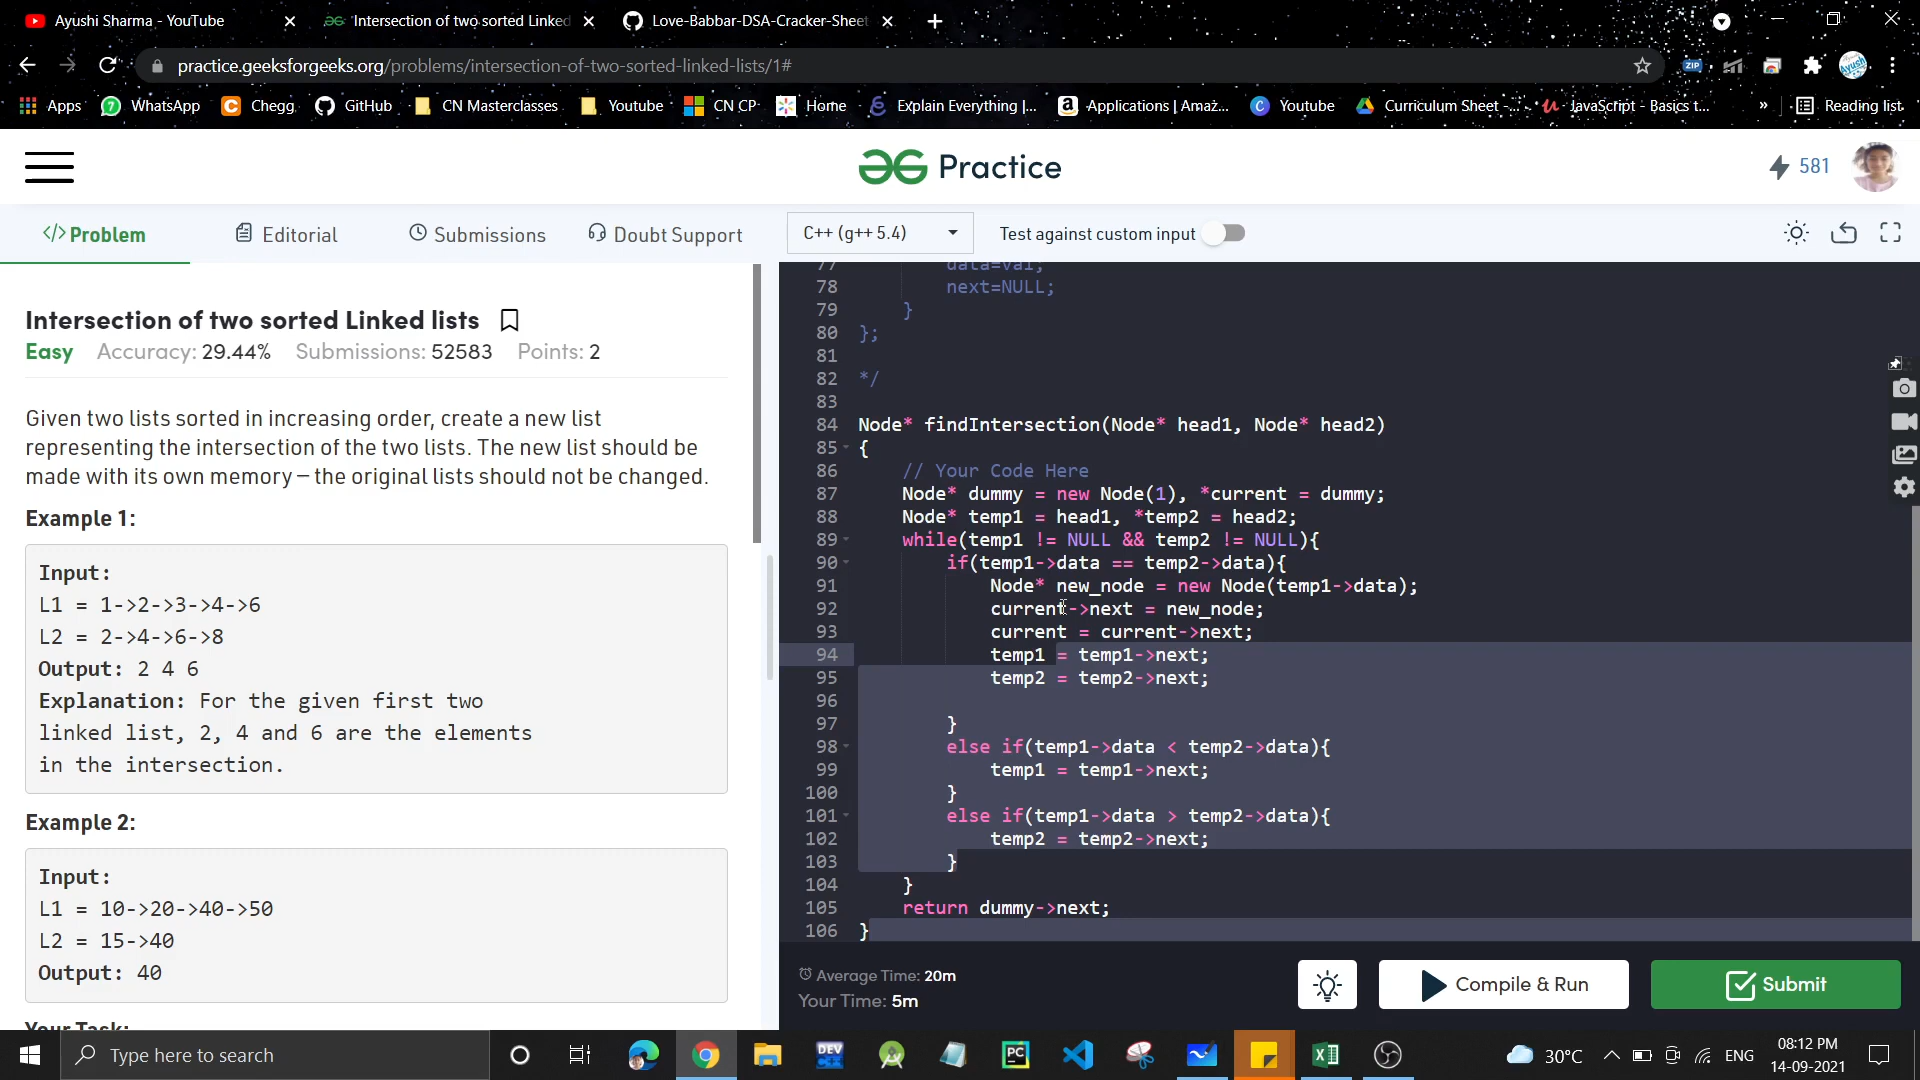 Ayushi Sharma - YouTube
Intersection of two sorted Linked
Love-Babbar-DSA-Cracker-Sheet
practice.geeksforgeeks.org/problems/intersection-of-two-sorted-linked-lists/1#
Apps WhatsApp Chegg GitHub CN Masterclasses Youtube CN CP Home Explain Everything |... Applications | Amaz... Youtube Curriculum Sheet -... JavaScript - Basics t... » Reading list
Practice
581
</> Problem Editorial Submissions Doubt Support
C++ (g++ 5.4) Test against custom input
Intersection of two sorted Linked lists
Easy Accuracy: 29.44% Submissions: 52583 Points: 2
Given two lists sorted in increasing order, create a new list
representing the intersection of the two lists. The new list should be
made with its own memory — the original lists should not be changed.
Example 1:
Input:
L1 = 1->2->3->4->6
L2 = 2->4->6->8
Output: 2 4 6
Explanation: For the given first two
linked list, 2, 4 and 6 are the elements
in the intersection.
Example 2:
Input:
L1 = 10->20->40->50
L2 = 15->40
Output: 40
Your Task:
77 data=val;
78 next=NULL;
79 }
80 };
81
82 */
83
84 Node* findIntersection(Node* head1, Node* head2)
85 {
86 // Your Code Here
87 Node* dummy = new Node(1), *current = dummy;
88 Node* temp1 = head1, *temp2 = head2;
89 while(temp1 != NULL && temp2 != NULL){
90 if(temp1->data == temp2->data){
91 Node* new_node = new Node(temp1->data);
92 current->next = new_node;
93 current = current->next;
94 temp1 = temp1->next;
95 temp2 = temp2->next;
96
97 }
98 else if(temp1->data < temp2->data){
99 temp1 = temp1->next;
100 }
101 else if(temp1->data > temp2->data){
102 temp2 = temp2->next;
103 }
104 }
105 return dummy->next;
106 }
Average Time: 20m
Your Time: 5m
Compile & Run
Submit
Type here to search
30°C
ENG
08:12 PM
14-09-2021